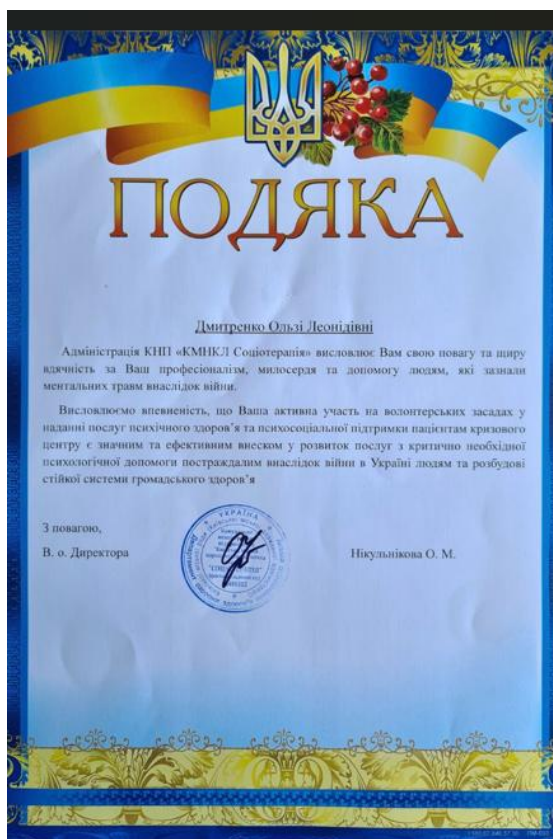 ПОДЯКА
Дмитренко Ользі Леонідівні
Адміністрація КНП «КМНКЛ Соціотерапія» висловлює Вам свою повагу та щиру
вдячність за Ваш професіоналізм, милосердя та допомогу людям, які зазнали
ментальних травм внаслідок війни.
Висловлюємо впевненість, що Ваша активна участь на волонтерських засадах у
наданні послуг психічного здоров’я та психосоціальної підтримки пацієнтам кризового
центру є значним та ефективним внеском у розвиток послуг з критично необхідної
психологічної допомоги постраждалим внаслідок війни в Україні людям та розбудові
стійкої системи громадського здоров’я
З повагою,
В. о. Директора
Нікульнікова О. М.
УКРАЇНА